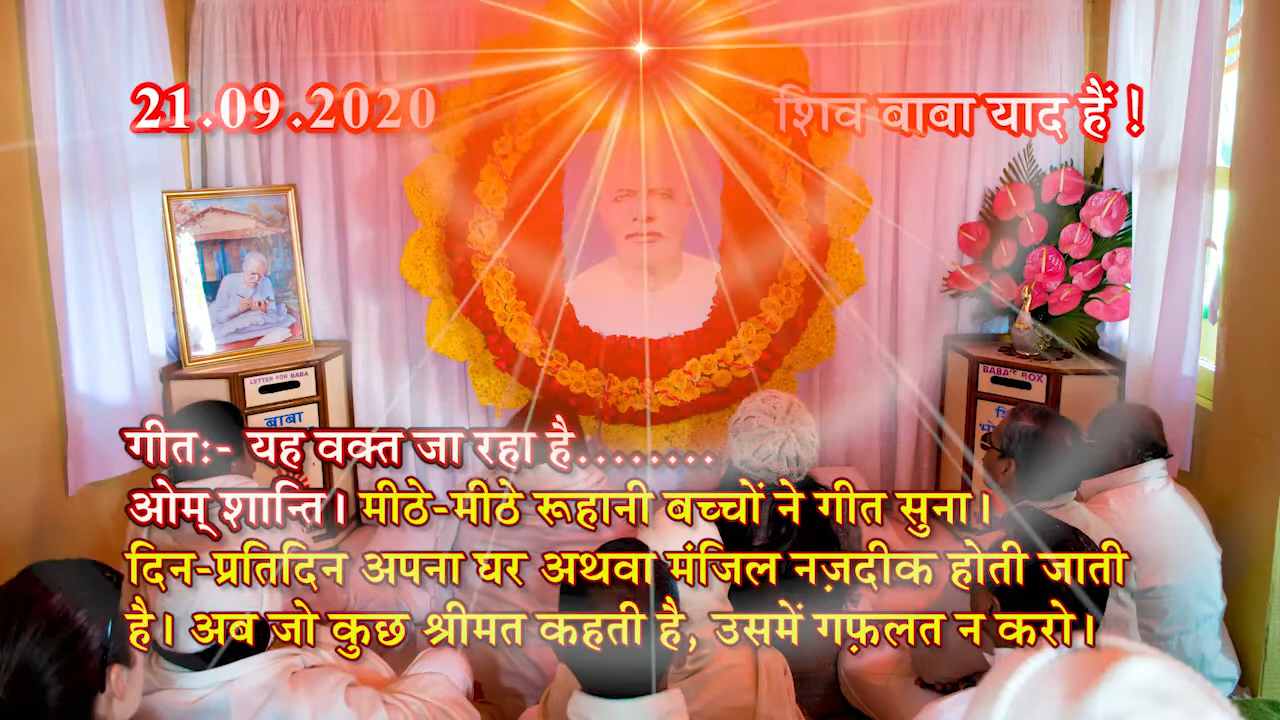 21.09.2020
शिव बाबा याद हैं !
LETTER FOR BABA
बाबा
BABA'S BOX
गीत:- यह वक्त जा रहा है........
ओम् शान्ति। मीठे-मीठे रूहानी बच्चों ने गीत सुना।
दिन-प्रतिदिन अपना घर अथवा मंजिल नज़दीक होती जाती
है। अब जो कुछ श्रीमत कहती है, उसमें गफ़लत न करो।